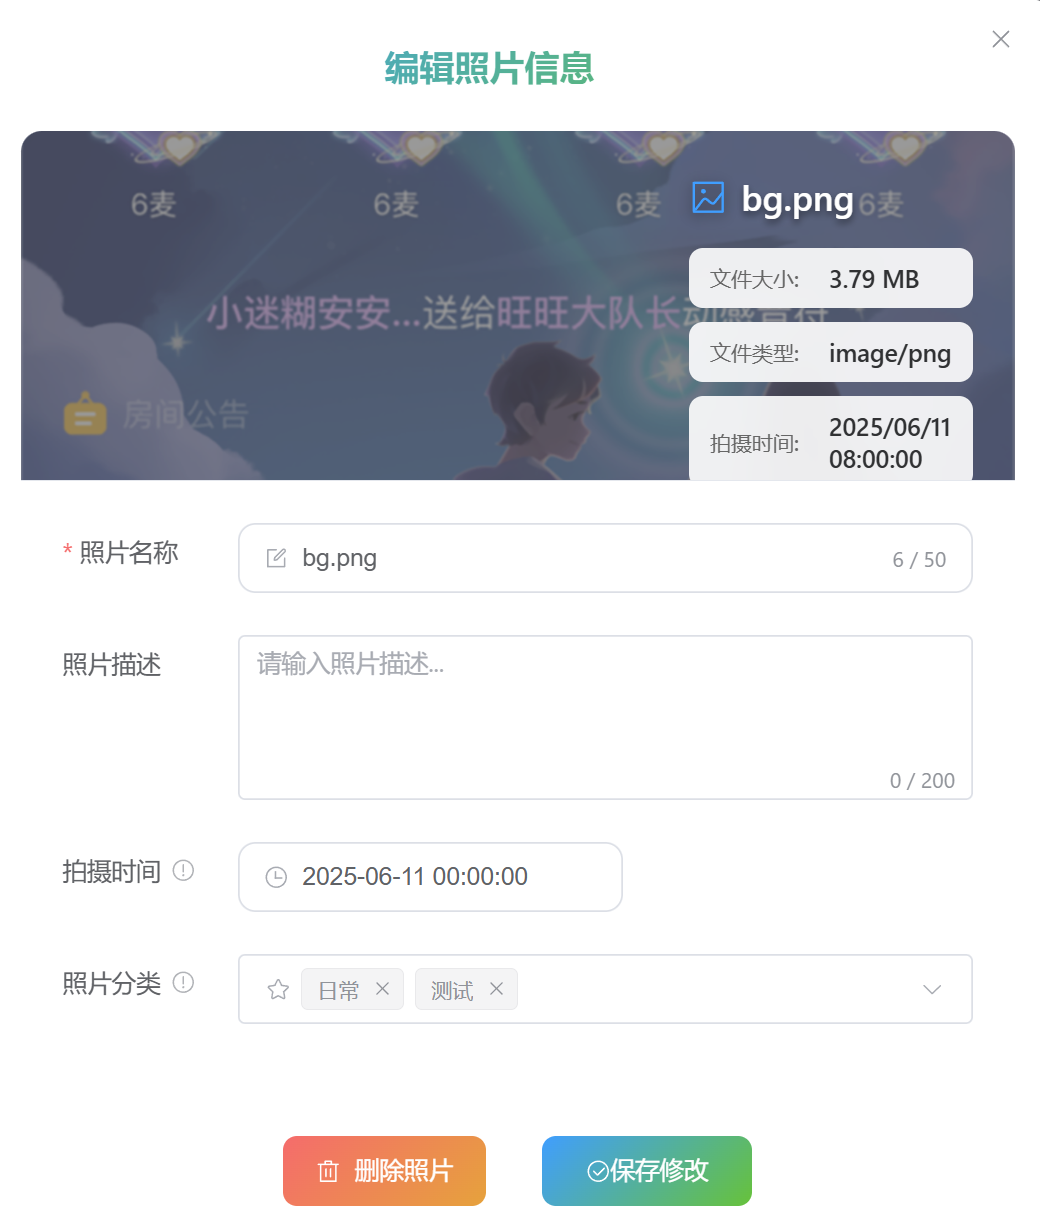 编辑照片信息
6麦
6麦
6麦
6麦
bg.png
文件大小: 3.79 MB
小迷糊安安...送给旺旺大队长动感音符
文件类型: image/png
房间公告
拍摄时间: 2025/06/11
08:00:00
* 照片名称
bg.png
6 / 50
照片描述
请输入照片描述...
0 / 200
拍摄时间
2025-06-11 00:00:00
照片分类
日常
测试
删除照片
保存修改